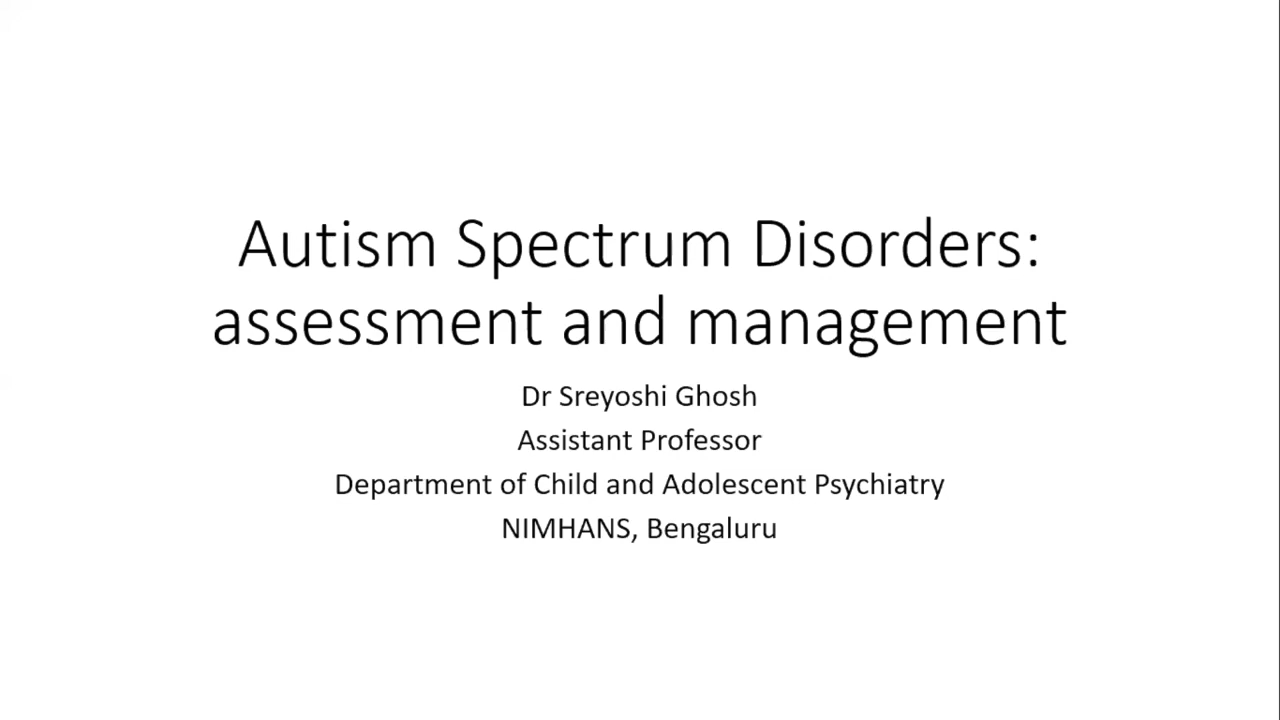 Autism Spectrum Disorders:
assessment and management
Dr Sreyoshi Ghosh
Assistant Professor
Department of Child and Adolescent Psychiatry
NIMHANS, Bengaluru